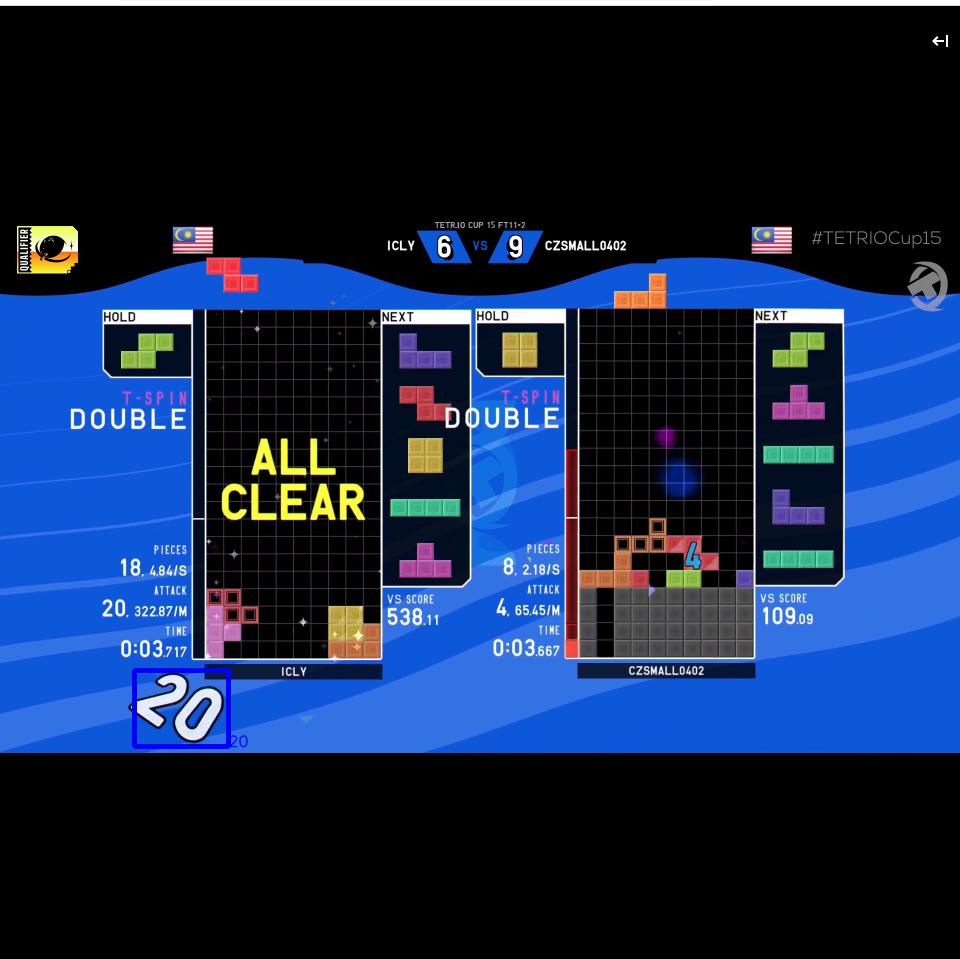 TETR.IO CUP 15 FT11-2
QUALIFIER
ICLY 6 VS 9 CZSMALL0402
#TETRIOCup15
HOLD
NEXT
HOLD
NEXT
T-SPIN
DOUBLE
T-SPIN
DOUBLE
ALL
CLEAR
4
PIECES
18, 4.84/S
ATTACK
20, 322.87/M
TIME
0:03.717
VS SCORE
538.11
PIECES
8, 2.18/S
ATTACK
4, 65.45/M
TIME
0:03.667
VS SCORE
109.09
ICLY
CZSMALL0402
20
20